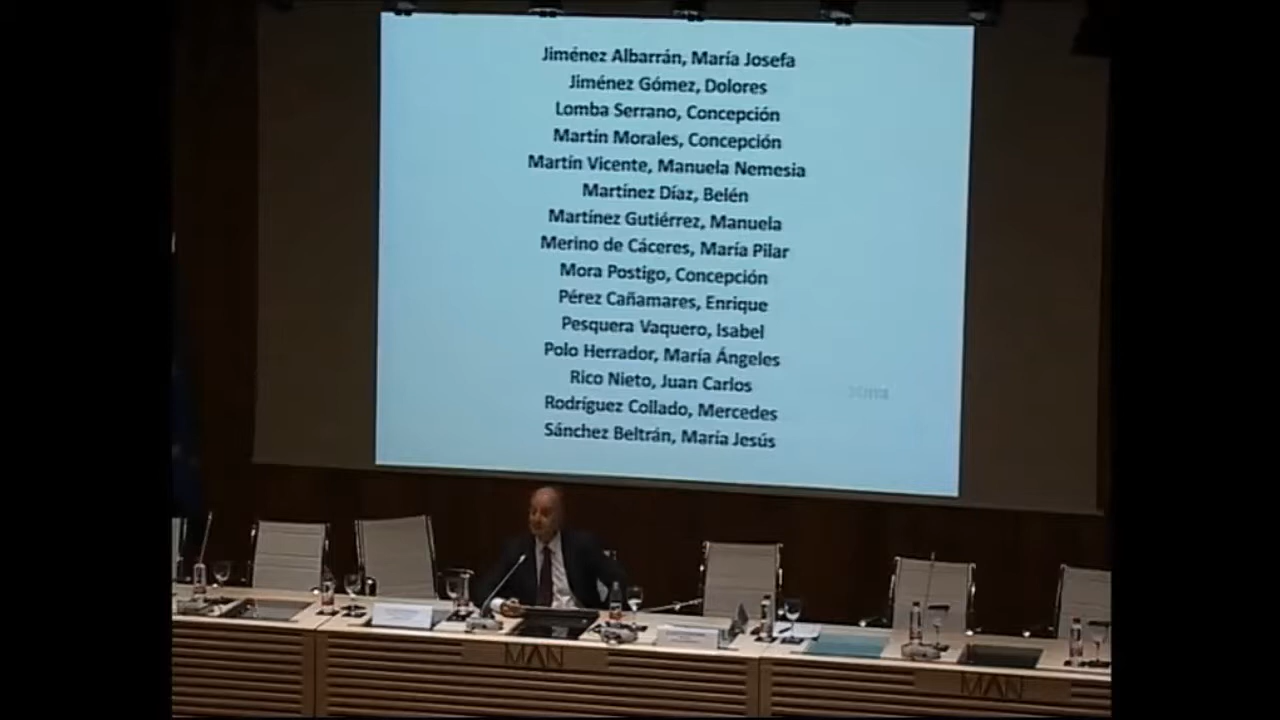 Jiménez Albarrán, María Josefa
Jiménez Gómez, Dolores
Lomba Serrano, Concepción
Martín Morales, Concepción
Martín Vicente, Manuela Nemesia
Martínez Díaz, Belén
Martínez Gutiérrez, Manuela
Merino de Cáceres, María Pilar
Mora Postigo, Concepción
Pérez Cañamares, Enrique
Pesquera Vaquero, Isabel
Polo Herrador, María Ángeles
Rico Nieto, Juan Carlos
Rodríguez Collado, Mercedes
Sánchez Beltrán, María Jesús
MAN
MAN